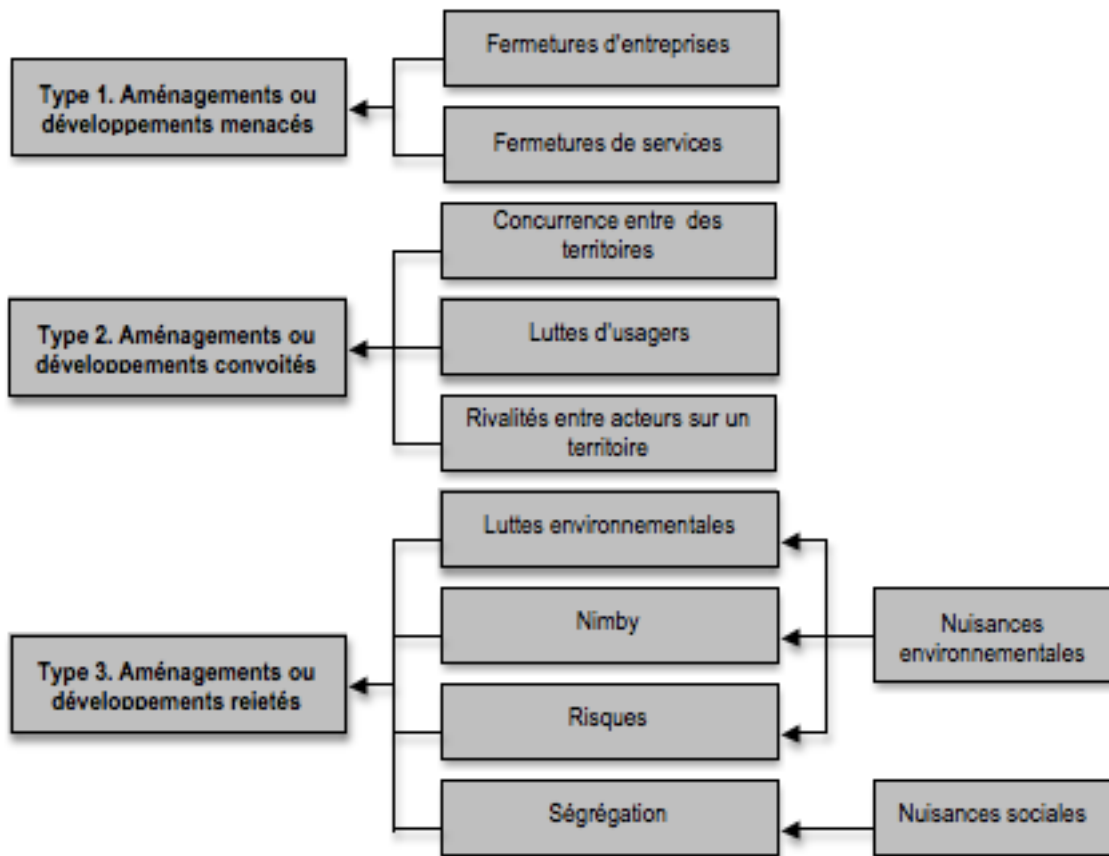 Fermetures d'entreprises
Type 1. Aménagements ou
développements menacés
Fermetures de services
Concurrence entre des
territoires
Type 2. Aménagements ou
développements convoités
Luttes d'usagers
Rivalités entre acteurs sur un
territoire
Luttes environnementales
Nimby
Nuisances
environnementales
Type 3. Aménagements ou
développements rejetés
Risques
Ségrégation
Nuisances sociales